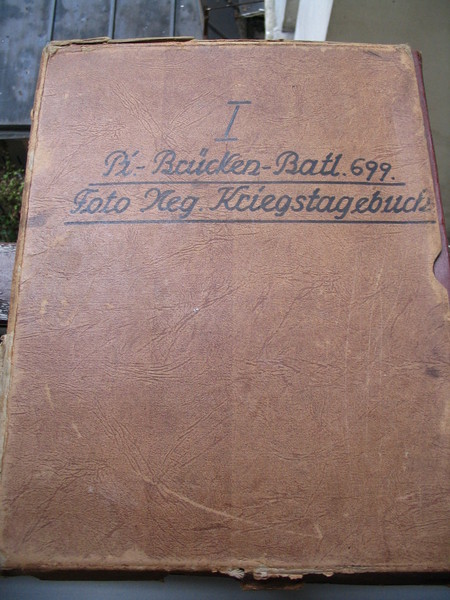 I
Pi-Brücken-Batl. 699.
Foto Neg. Kriegstagebuch